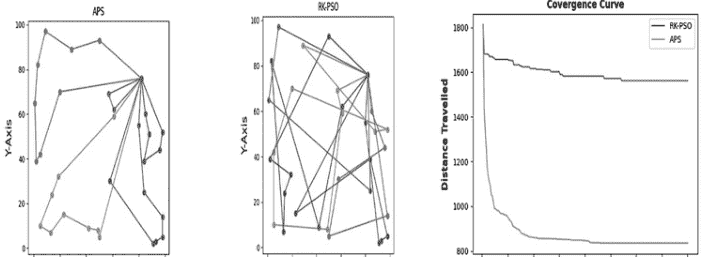 APS
Y-Axis
100
80
60
40
20
0
RK-PSO
Y-Axis
100
80
60
40
20
0
Covergence Curve
Distance Travelled
1800
1600
1400
1200
1000
800
RK-PSO
APS